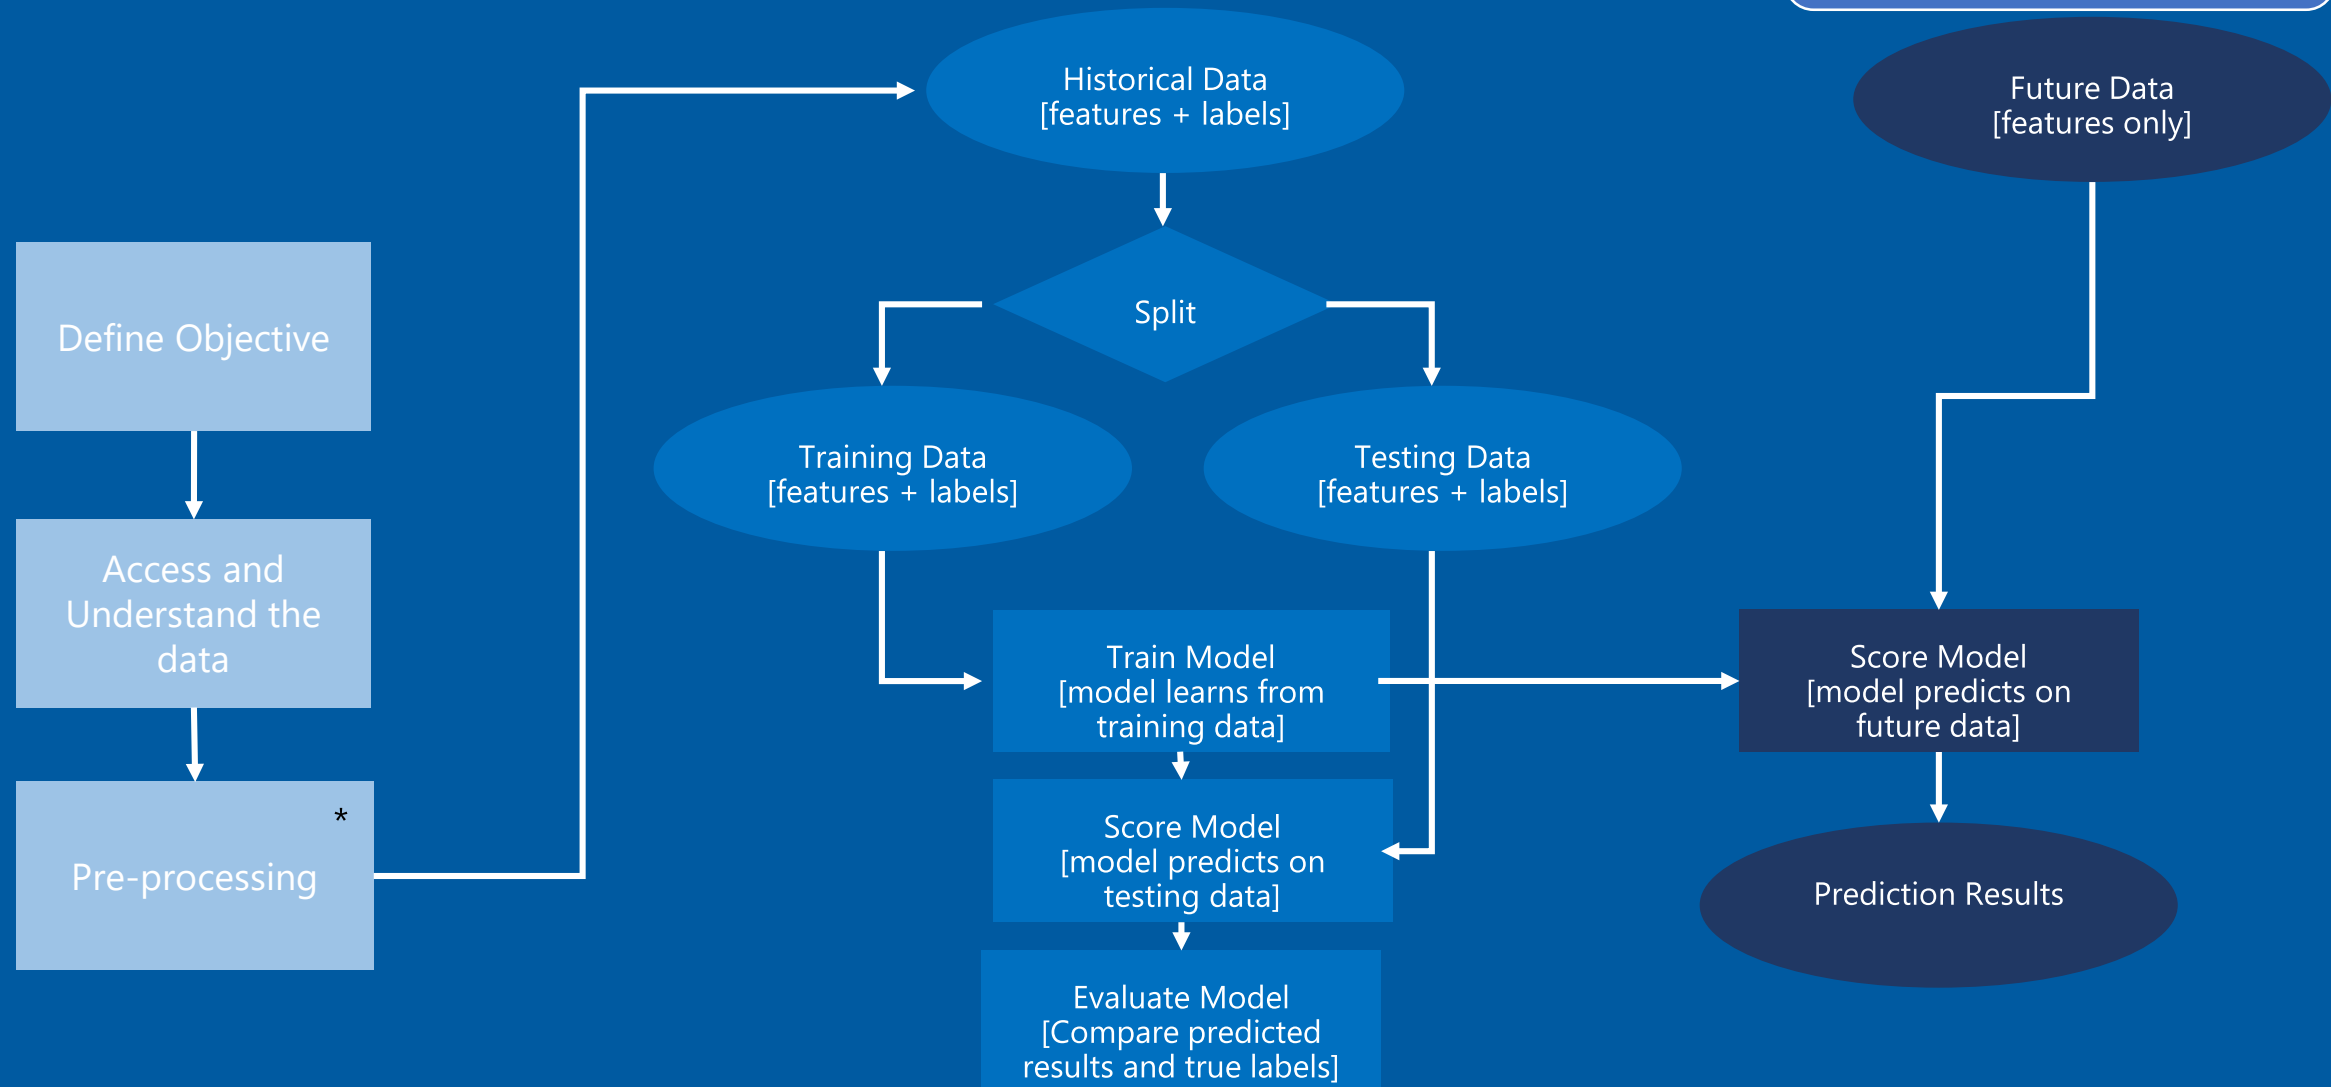 Define Objective
Access and
Understand the
data
*
Pre-processing
Historical Data
[features + labels]
Split
Training Data
[features + labels]
Testing Data
[features + labels]
Train Model
[model learns from
training data]
Score Model
[model predicts on
testing data]
Evaluate Model
[Compare predicted
results and true labels]
Future Data
[features only]
Score Model
[model predicts on
future data]
Prediction Results